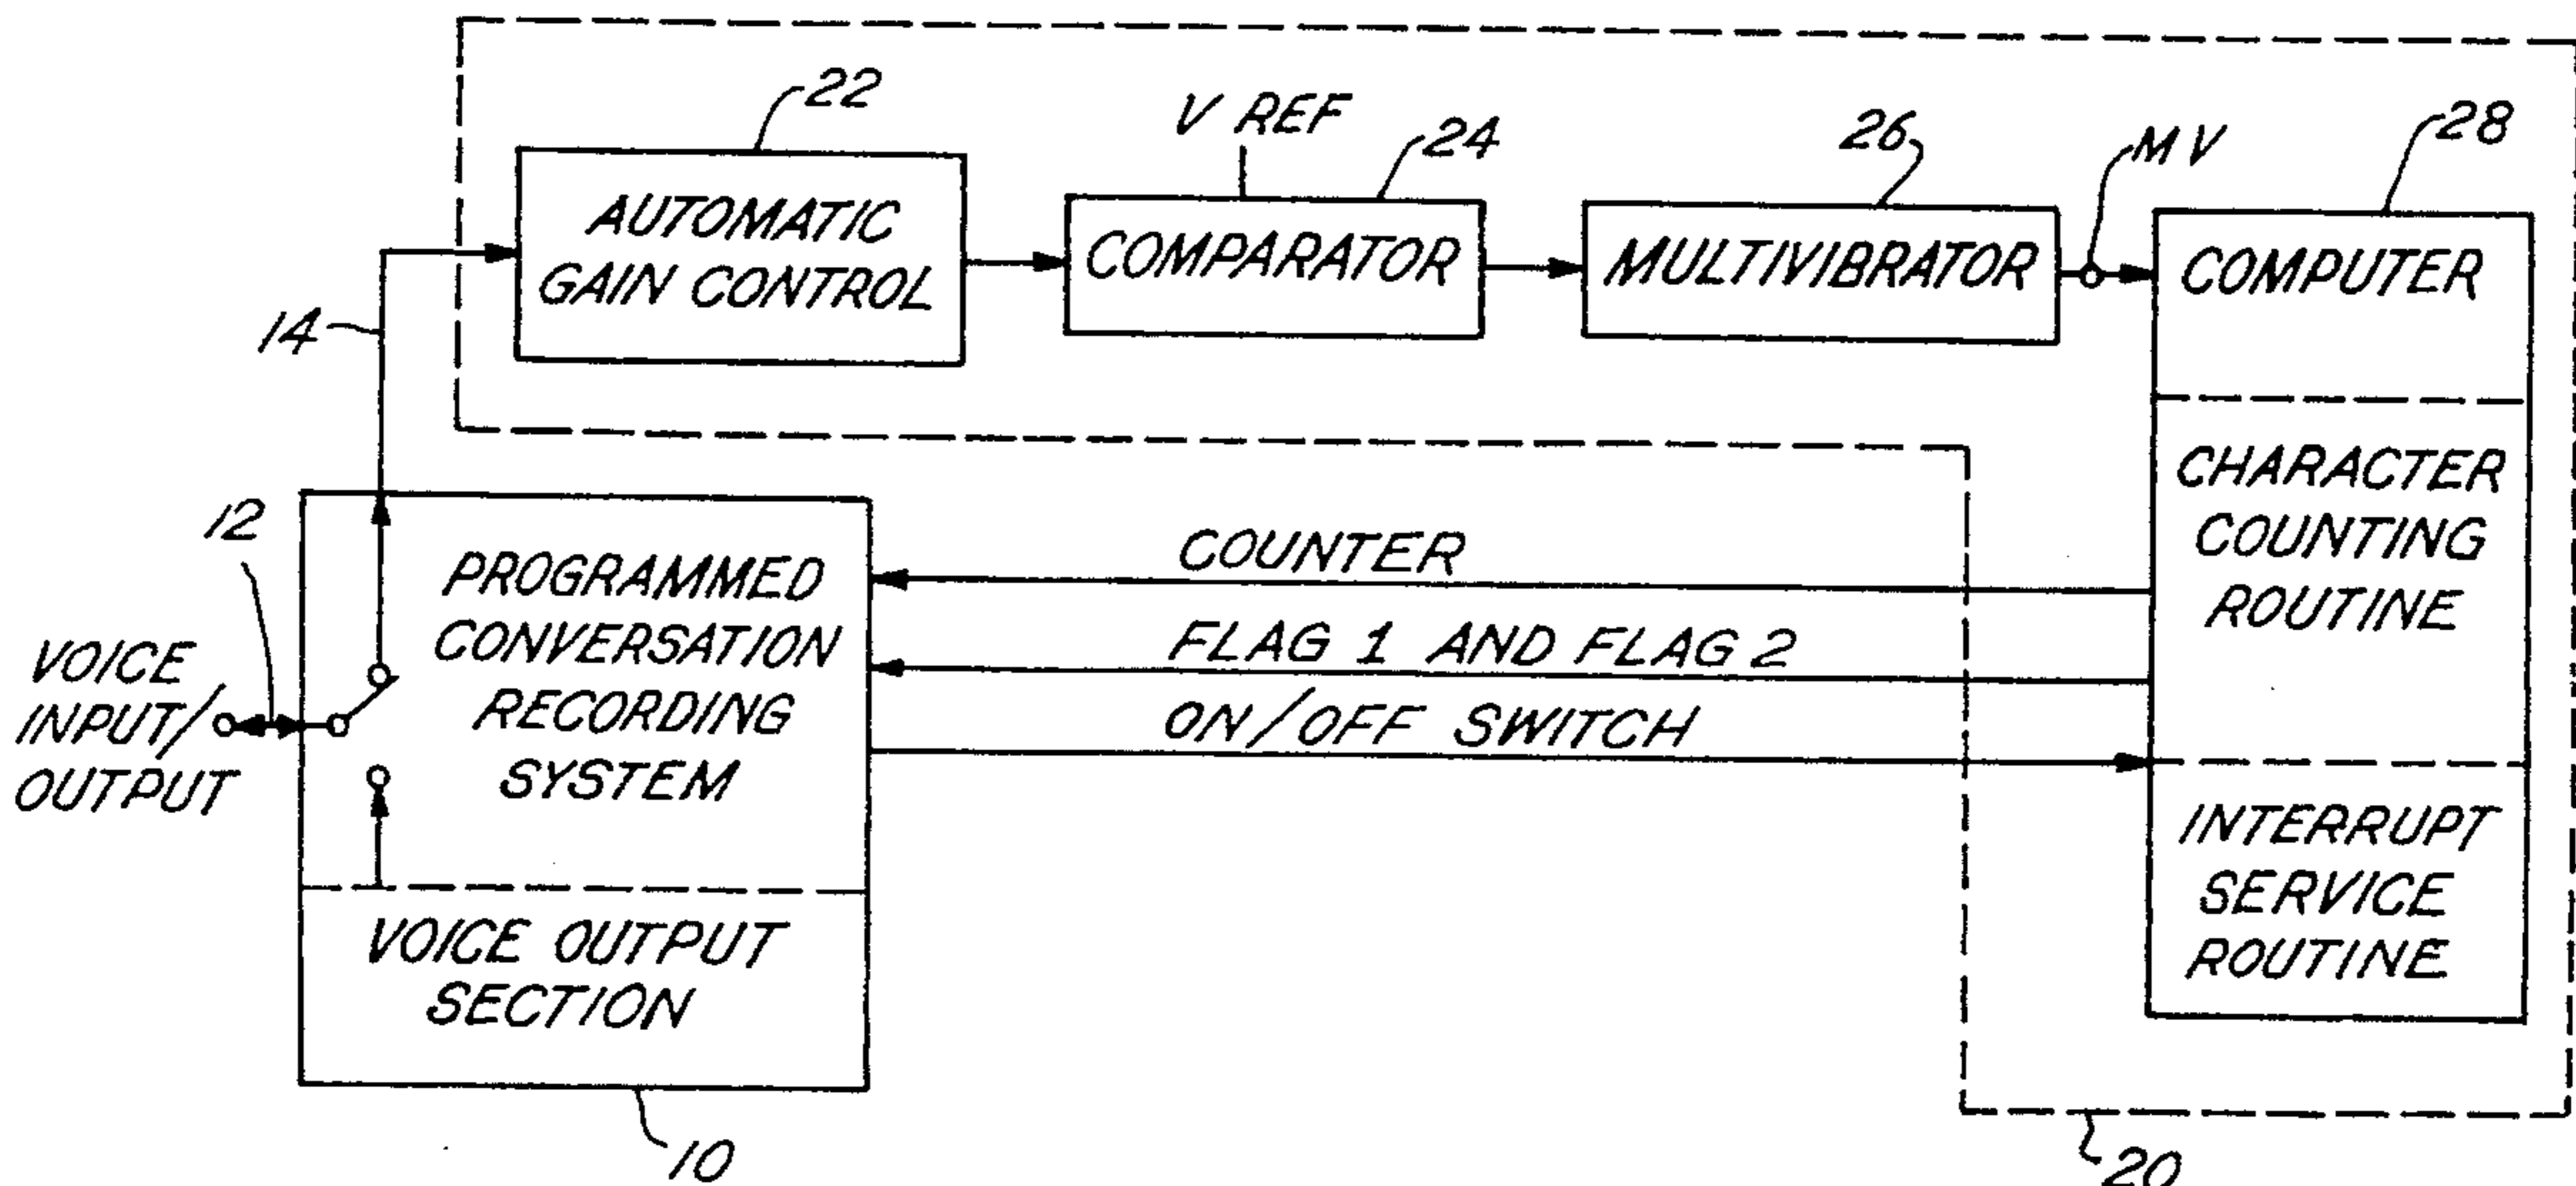 22
V REF
24
26
MV
28
AUTOMATIC
GAIN CONTROL
COMPARATOR
MULTIVIBRATOR
COMPUTER
14
CHARACTER
COUNTING
ROUTINE
12
PROGRAMMED
CONVERSATION
RECORDING
SYSTEM
COUNTER
FLAG 1 AND FLAG 2
ON/OFF SWITCH
VOICE
INPUT/
OUTPUT
INTERRUPT
SERVICE
ROUTINE
VOICE OUTPUT
SECTION
10
20